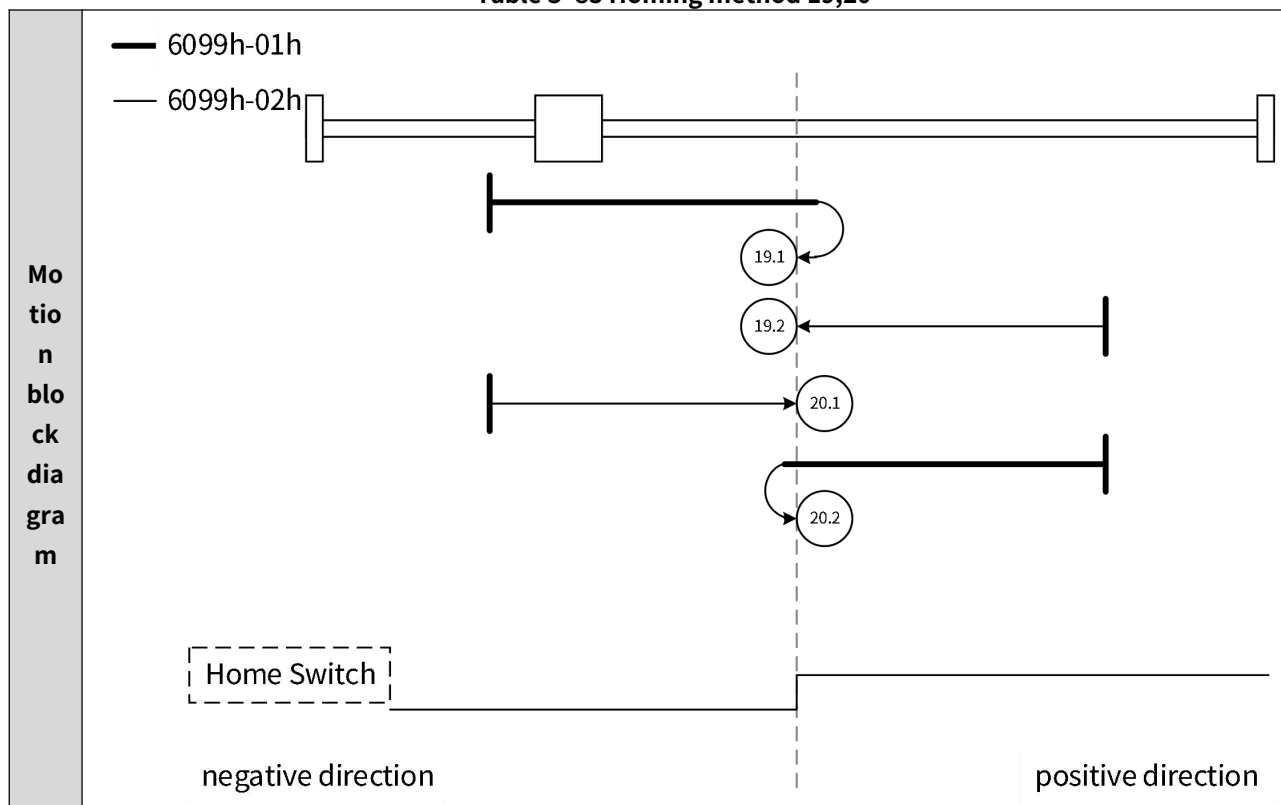 6099h-01h
6099h-02h
19.1
19.2
20.1
20.2
Mo
tio
n
blo
ck
dia
gra
m
Home Switch
negative direction
positive direction